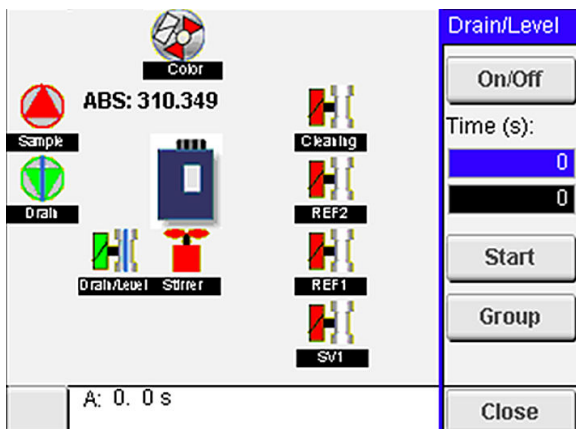 Drain/Level
On/Off
Time (s):
0
0
Start
Group
Close
Color
ABS: 310.349
Sample
Drain
Drain/Level
Stirrer
Cleaning
REF2
REF1
SV1
A: 0. 0 s